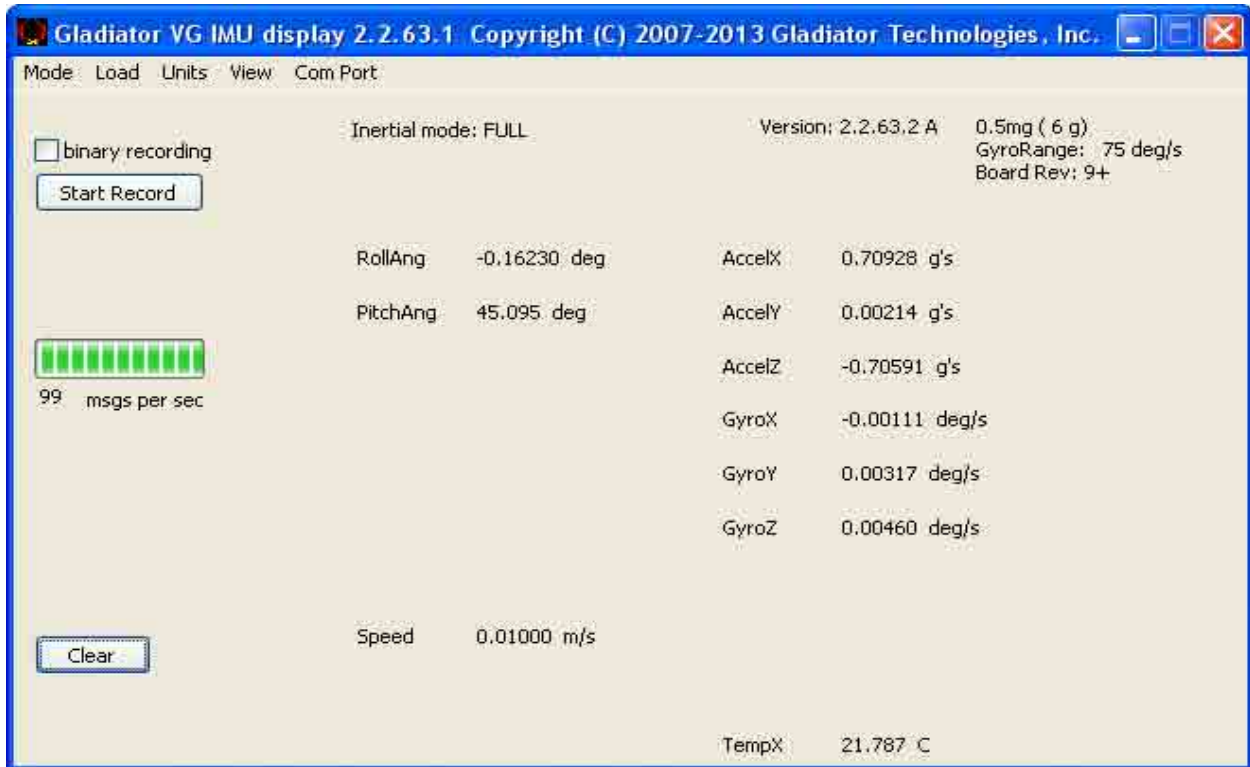 Gladiator VG IMU display 2.2.63.1 Copyright (C) 2007-2013 Gladiator Technologies, Inc.
Mode Load Units View Com Port
binary recording
Start Record
Inertial mode: FULL
Version: 2.2.63.2 A
0.5mg ( 6 g)
GyroRange: 75 deg/s
Board Rev: 9+
RollAng -0.16230 deg
AccelX 0.70928 g's
PitchAng 45.095 deg
AccelY 0.00214 g's
AccelZ -0.70591 g's
99 msgs per sec
GyroX -0.00111 deg/s
GyroY 0.00317 deg/s
GyroZ 0.00460 deg/s
Speed 0.01000 m/s
Clear
TempX 21.787 C